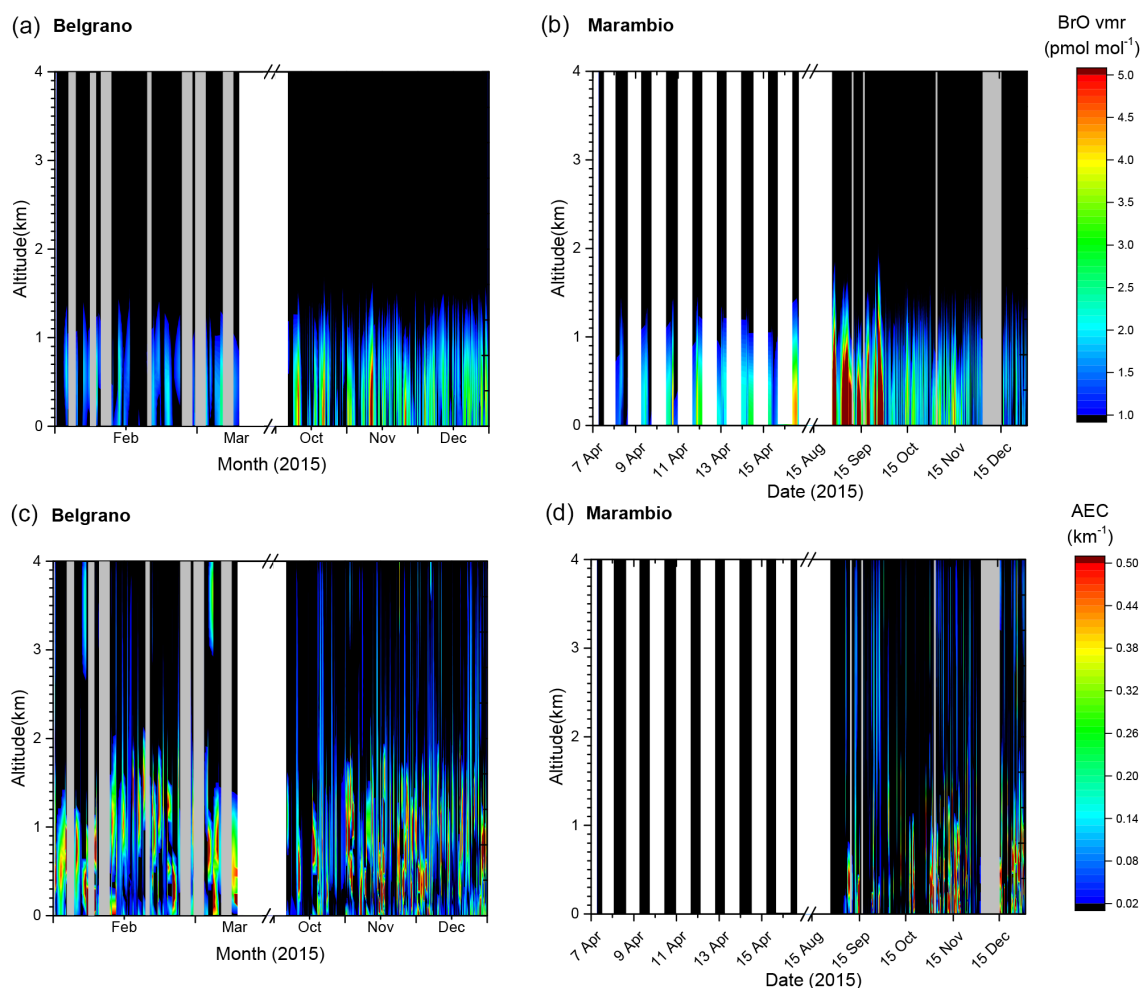 (a) Belgrano
(b) Marambio
BrO vmr
(pmol mol-1)
4
3
2
1
0
Altitude(km)
Feb Mar Oct Nov Dec
Month (2015)
4
3
2
1
0
Altitude(km)
7 Apr 9 Apr 11 Apr 13 Apr 15 Apr 15 Aug 15 Sep 15 Oct 15 Nov 15 Dec
Date (2015)
5.0
4.5
4.0
3.5
3.0
2.5
2.0
1.5
1.0
(c) Belgrano
(d) Marambio
AEC
(km-1)
4
3
2
1
0
Altitude(km)
Feb Mar Oct Nov Dec
Month (2015)
4
3
2
1
0
Altitude(km)
7 Apr 9 Apr 11 Apr 13 Apr 15 Apr 15 Aug 15 Sep 15 Oct 15 Nov 15 Dec
Date (2015)
0.50
0.44
0.38
0.32
0.26
0.20
0.14
0.08
0.02